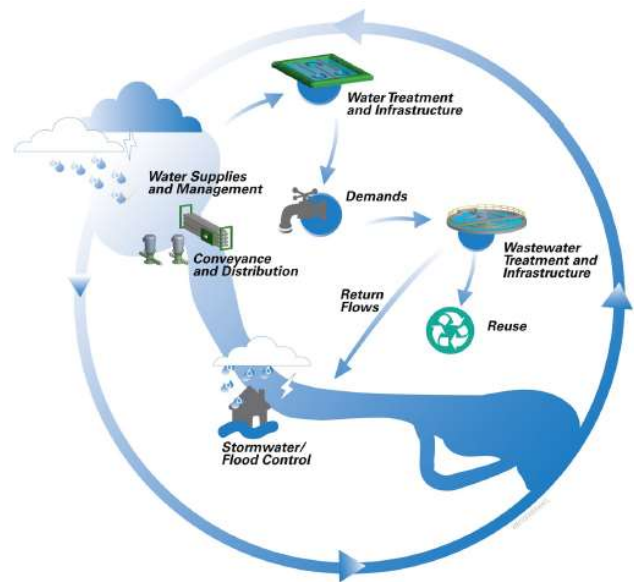 Water Treatment
and Infrastructure
Water Supplies
and Management
Demands
Conveyance
and Distribution
Wastewater
Treatment and
Infrastructure
Return
Flows
Reuse
Stormwater/
Flood Control